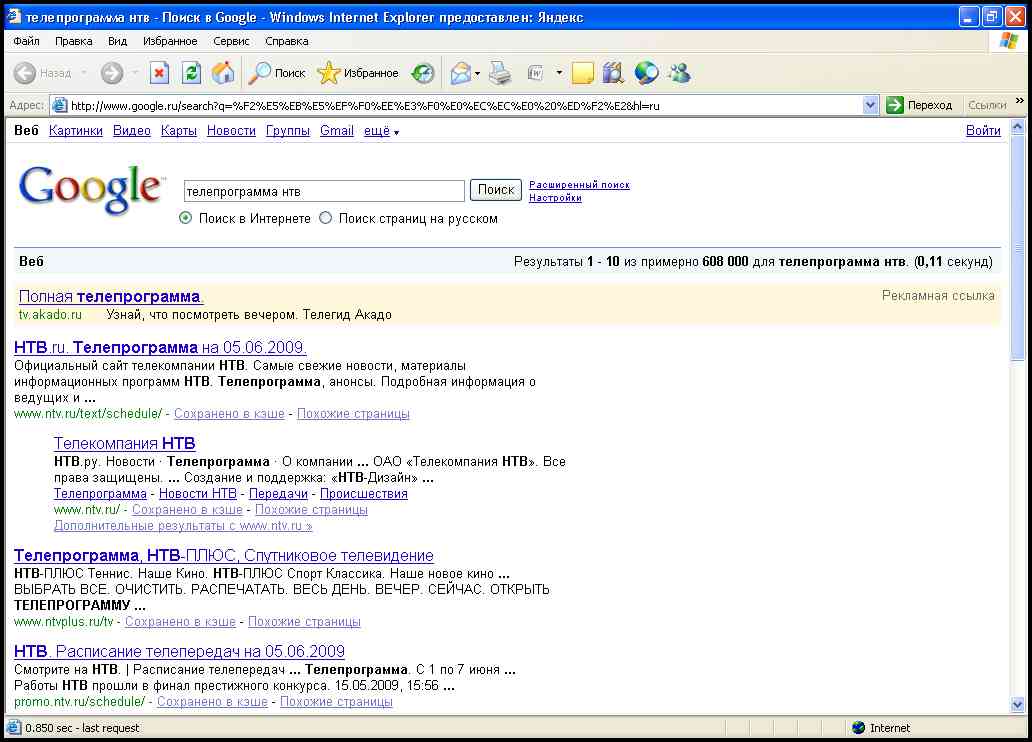 телепрограмма нтв - Поиск в Google - Windows Internet Explorer предоставлен: Яндекс
Файл Правка Вид Избранное Сервис Справка
Назад Поиск Избранное
Адрес: http://www.google.ru/search?q=%F2%E5%EB%E5%EF%F0%EE%E3%F0%E0%EC%EC%E0%20%ED%F2%E2&hl=ru Переход Ссылки »
Веб Картинки Видео Карты Новости Группы Gmail ещё ▼ Войти
Google™ телепрограмма нтв Поиск Расширенный поиск
Настройки
Поиск в Интернете Поиск страниц на русском
Веб Результаты 1 - 10 из примерно 608 000 для телепрограмма нтв. (0,11 секунд)
Полная телепрограмма. Рекламная ссылка
tv.akado.ru Узнай, что посмотреть вечером. Телегид Акадо
НТВ.ru. Телепрограмма на 05.06.2009.
Официальный сайт телекомпании НТВ. Самые свежие новости, материалы
информационных программ НТВ. Телепрограмма, анонсы. Подробная информация о
ведущих и ...
www.ntv.ru/text/schedule/ - Сохранено в кэше - Похожие страницы
Телекомпания НТВ
НТВ.ру. Новости · Телепрограмма · О компании ... ОАО «Телекомпания НТВ». Все
права защищены. ... Создание и поддержка: «НТВ-Дизайн» ...
Телепрограмма - Новости НТВ - Передачи - Происшествия
www.ntv.ru/ - Сохранено в кэше - Похожие страницы
Дополнительные результаты с www.ntv.ru »
Телепрограмма, НТВ-ПЛЮС, Спутниковое телевидение
НТВ-ПЛЮС Теннис. Наше Кино. НТВ-ПЛЮС Спорт Классика. Наше новое кино ...
ВЫБРАТЬ ВСЕ. ОЧИСТИТЬ. РАСПЕЧАТАТЬ. ВЕСЬ ДЕНЬ. ВЕЧЕР. СЕЙЧАС. ОТКРЫТЬ
ТЕЛЕПРОГРАММУ ...
www.ntvplus.ru/tv - Сохранено в кэше - Похожие страницы
НТВ. Расписание телепередач на 05.06.2009
Смотрите на НТВ. | Расписание телепередач ... Телепрограмма. С 1 по 7 июня ...
Работы НТВ прошли в финал престижного конкурса. 15.05.2009, 15:56 ...
promo.ntv.ru/schedule/ - Сохранено в кэше - Похожие страницы
0.850 sec - last request Internet